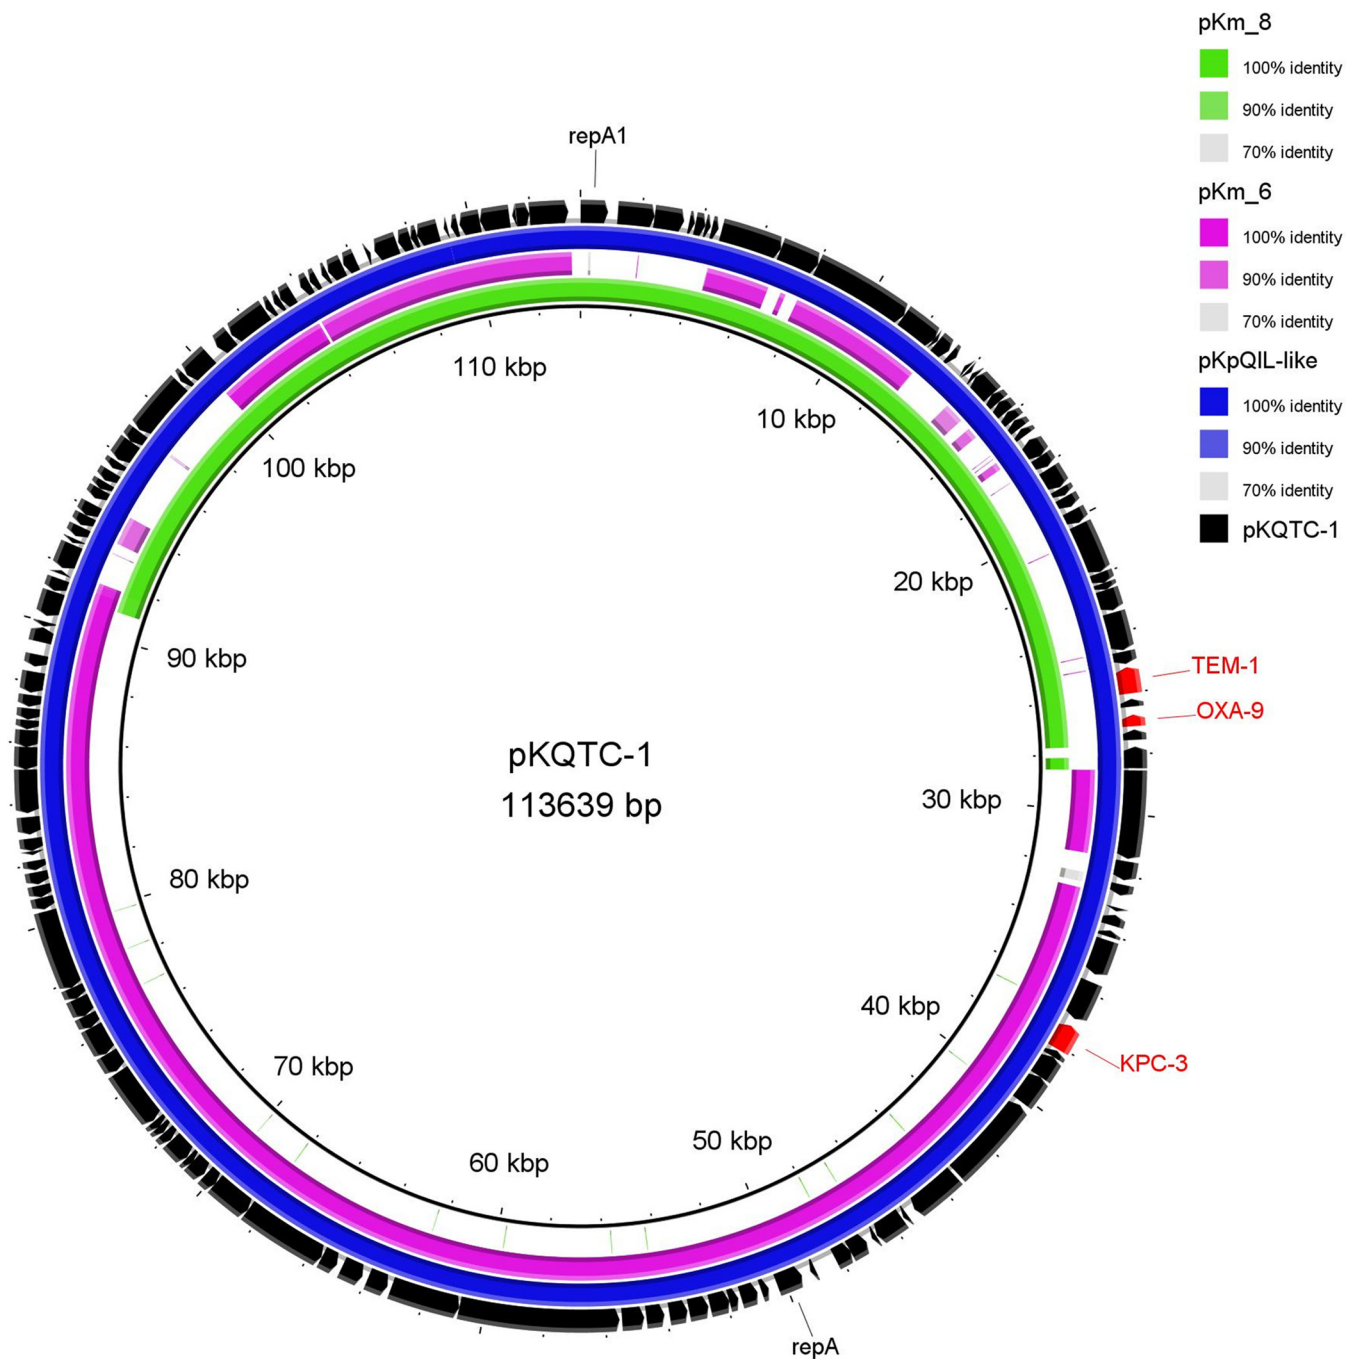 pKm_8
100% identity
90% identity
70% identity
pKm_6
100% identity
90% identity
70% identity
pKpQIL-like
100% identity
90% identity
70% identity
pKQTC-1
repA1
110 kbp
10 kbp
100 kbp
20 kbp
90 kbp
TEM-1
OXA-9
pKQTC-1
113639 bp
30 kbp
80 kbp
40 kbp
70 kbp
KPC-3
50 kbp
60 kbp
repA